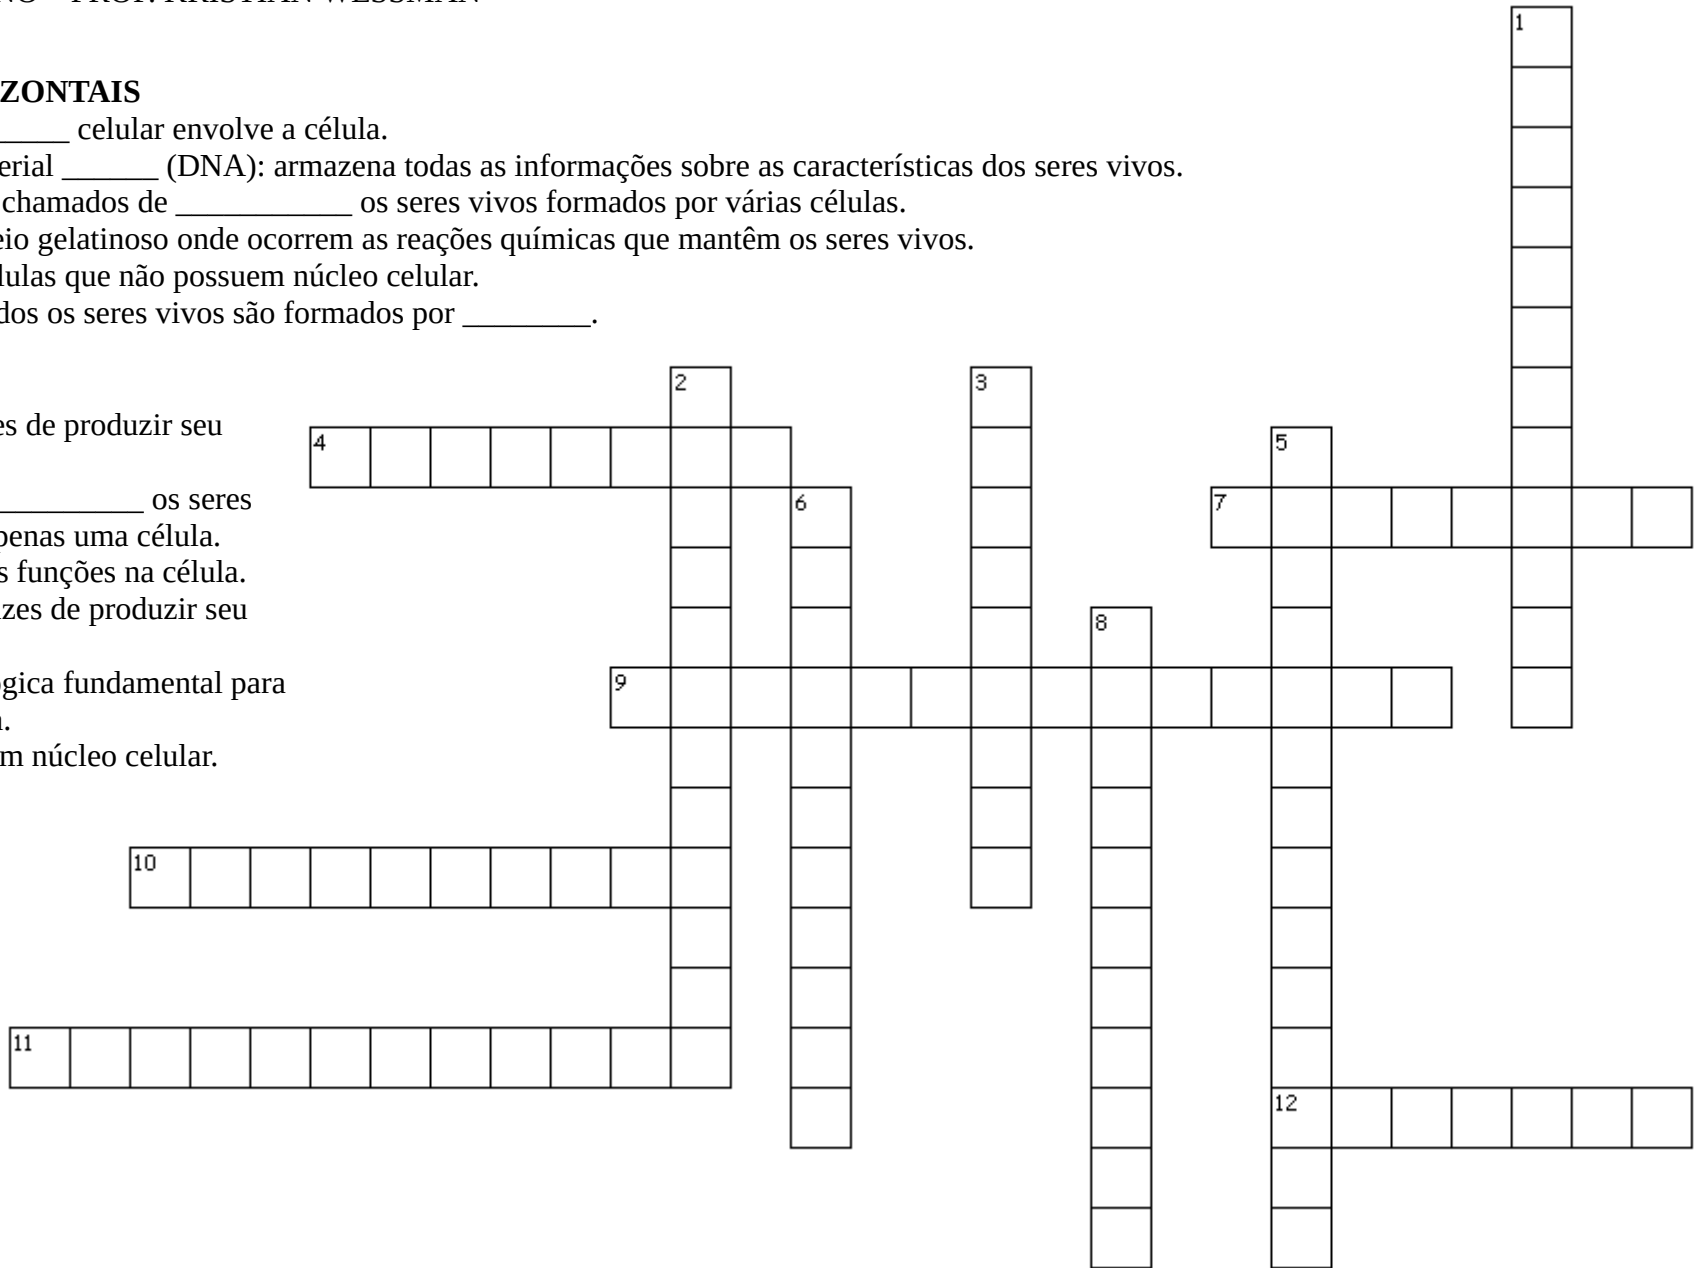 PROF. KRISTIAN WESSMAN
ZONTAIS
_____ celular envolve a célula.
erial ______ (DNA): armazena todas as informações sobre as características dos seres vivos.
chamados de ___________ os seres vivos formados por várias células.
eio gelatinoso onde ocorrem as reações químicas que mantêm os seres vivos.
lulas que não possuem núcleo celular.
dos os seres vivos são formados por ________.
es de produzir seu
_________ os seres
penas uma célula.
s funções na célula.
zes de produzir seu
gica fundamental para
m núcleo celular.
1
2
3
4
5
6
7
8
9
10
11
12